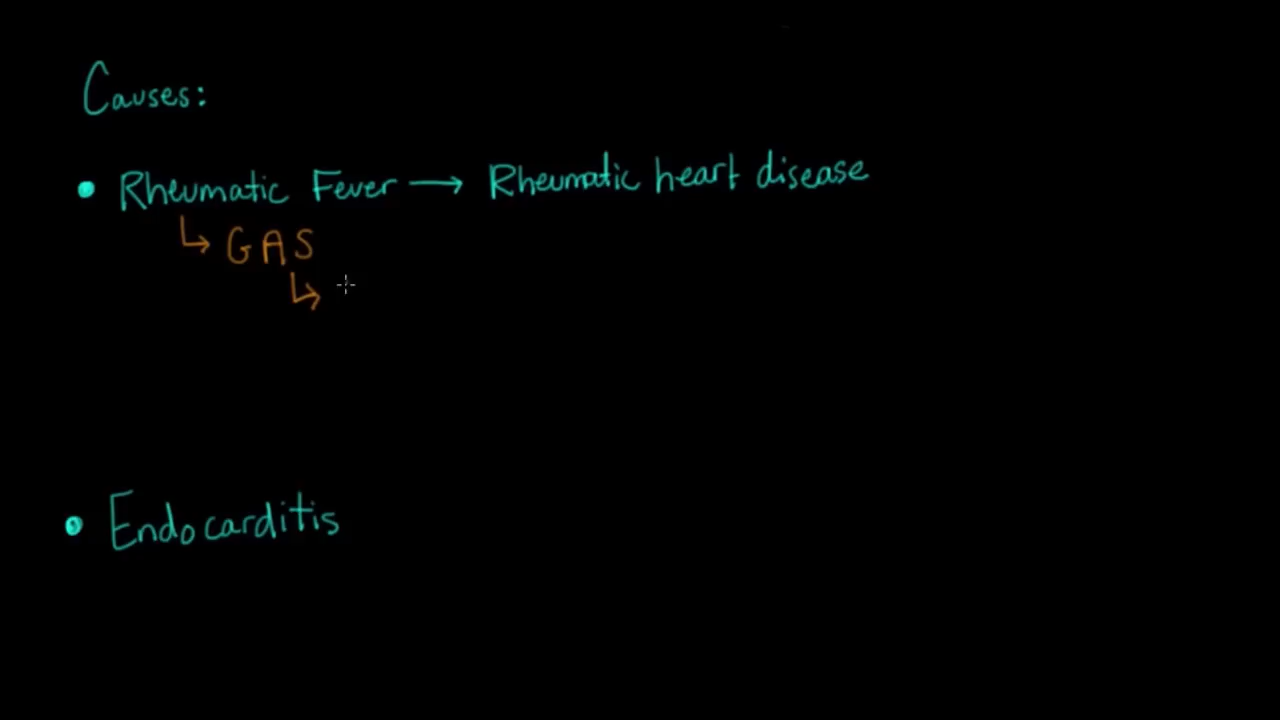 Causes:
• Rheumatic Fever → Rheumatic heart disease
↳ GAS
↳
• Endocarditis